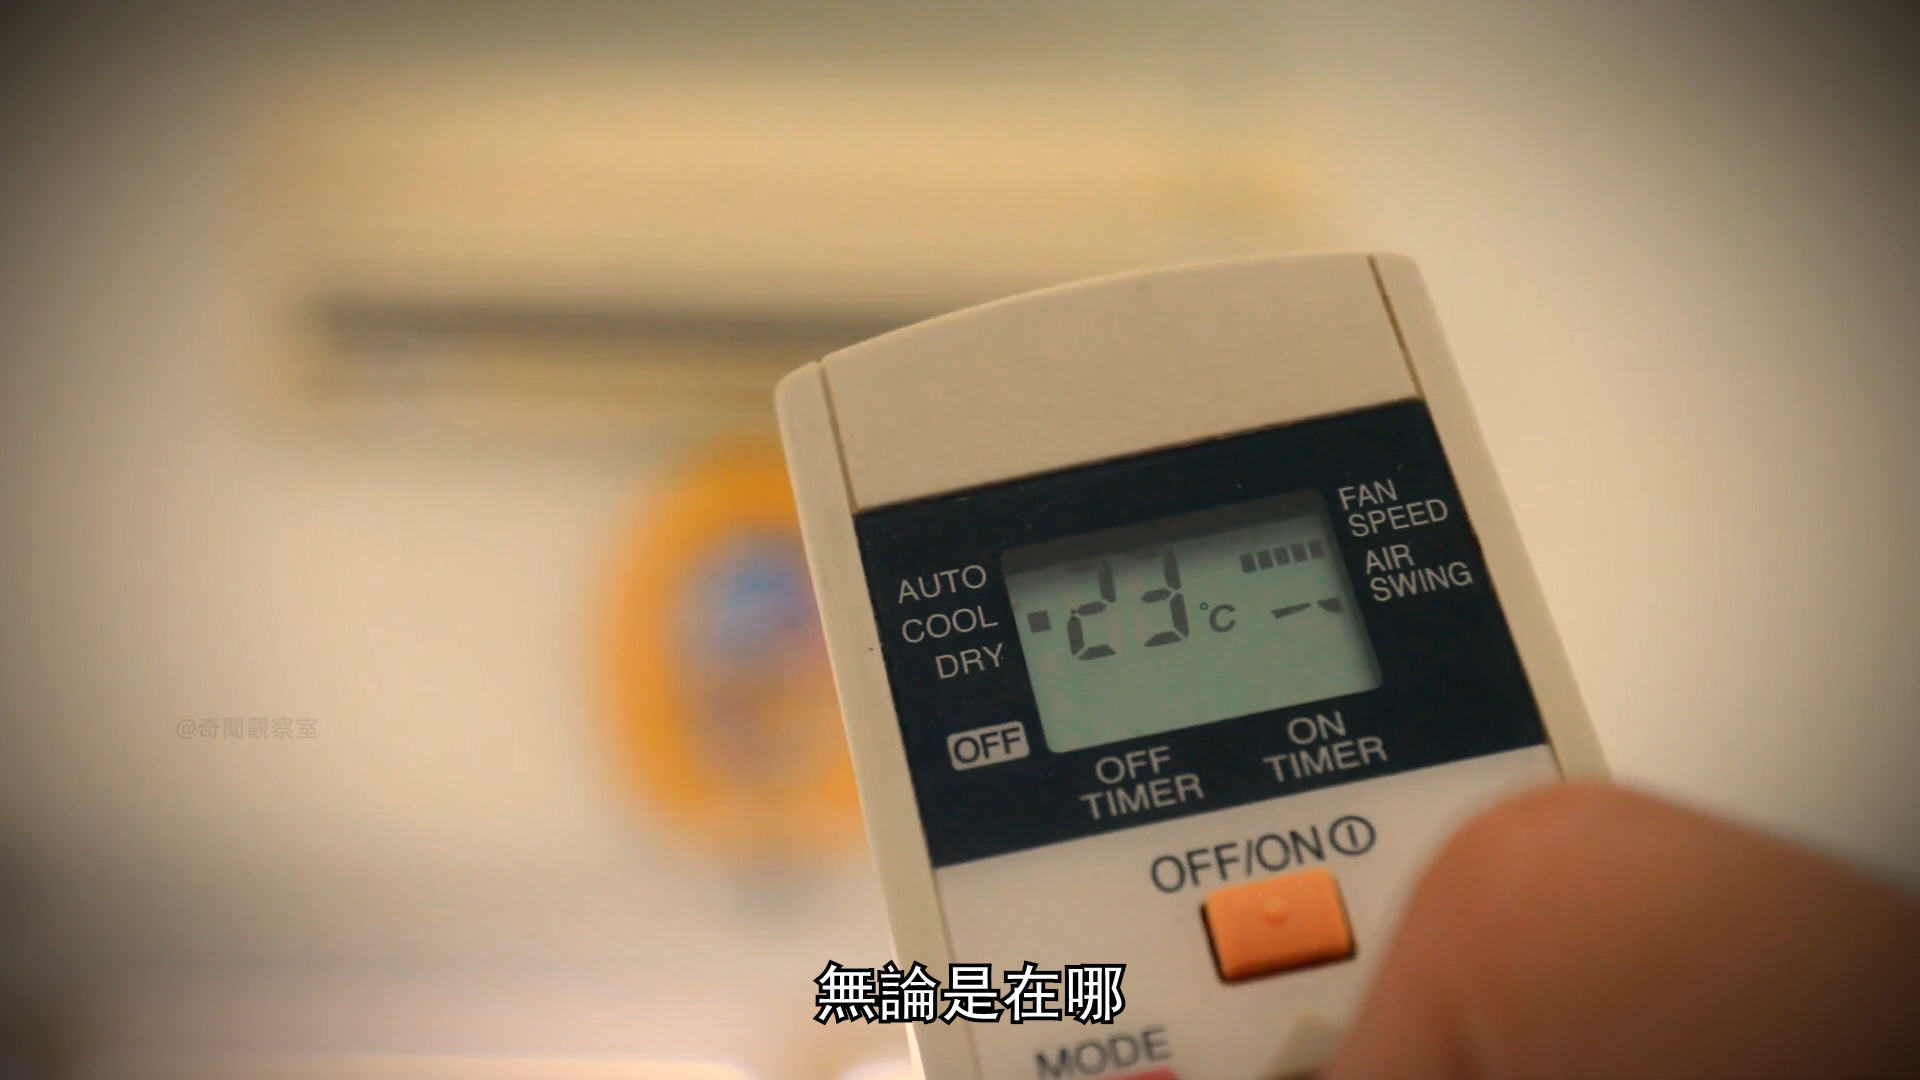 FAN
SPEED
AIR
SWING
AUTO
COOL
DRY
23°C
OFF
OFF
TIMER
ON
TIMER
OFF/ON
MODE
@奇聞觀察室
無論是在哪